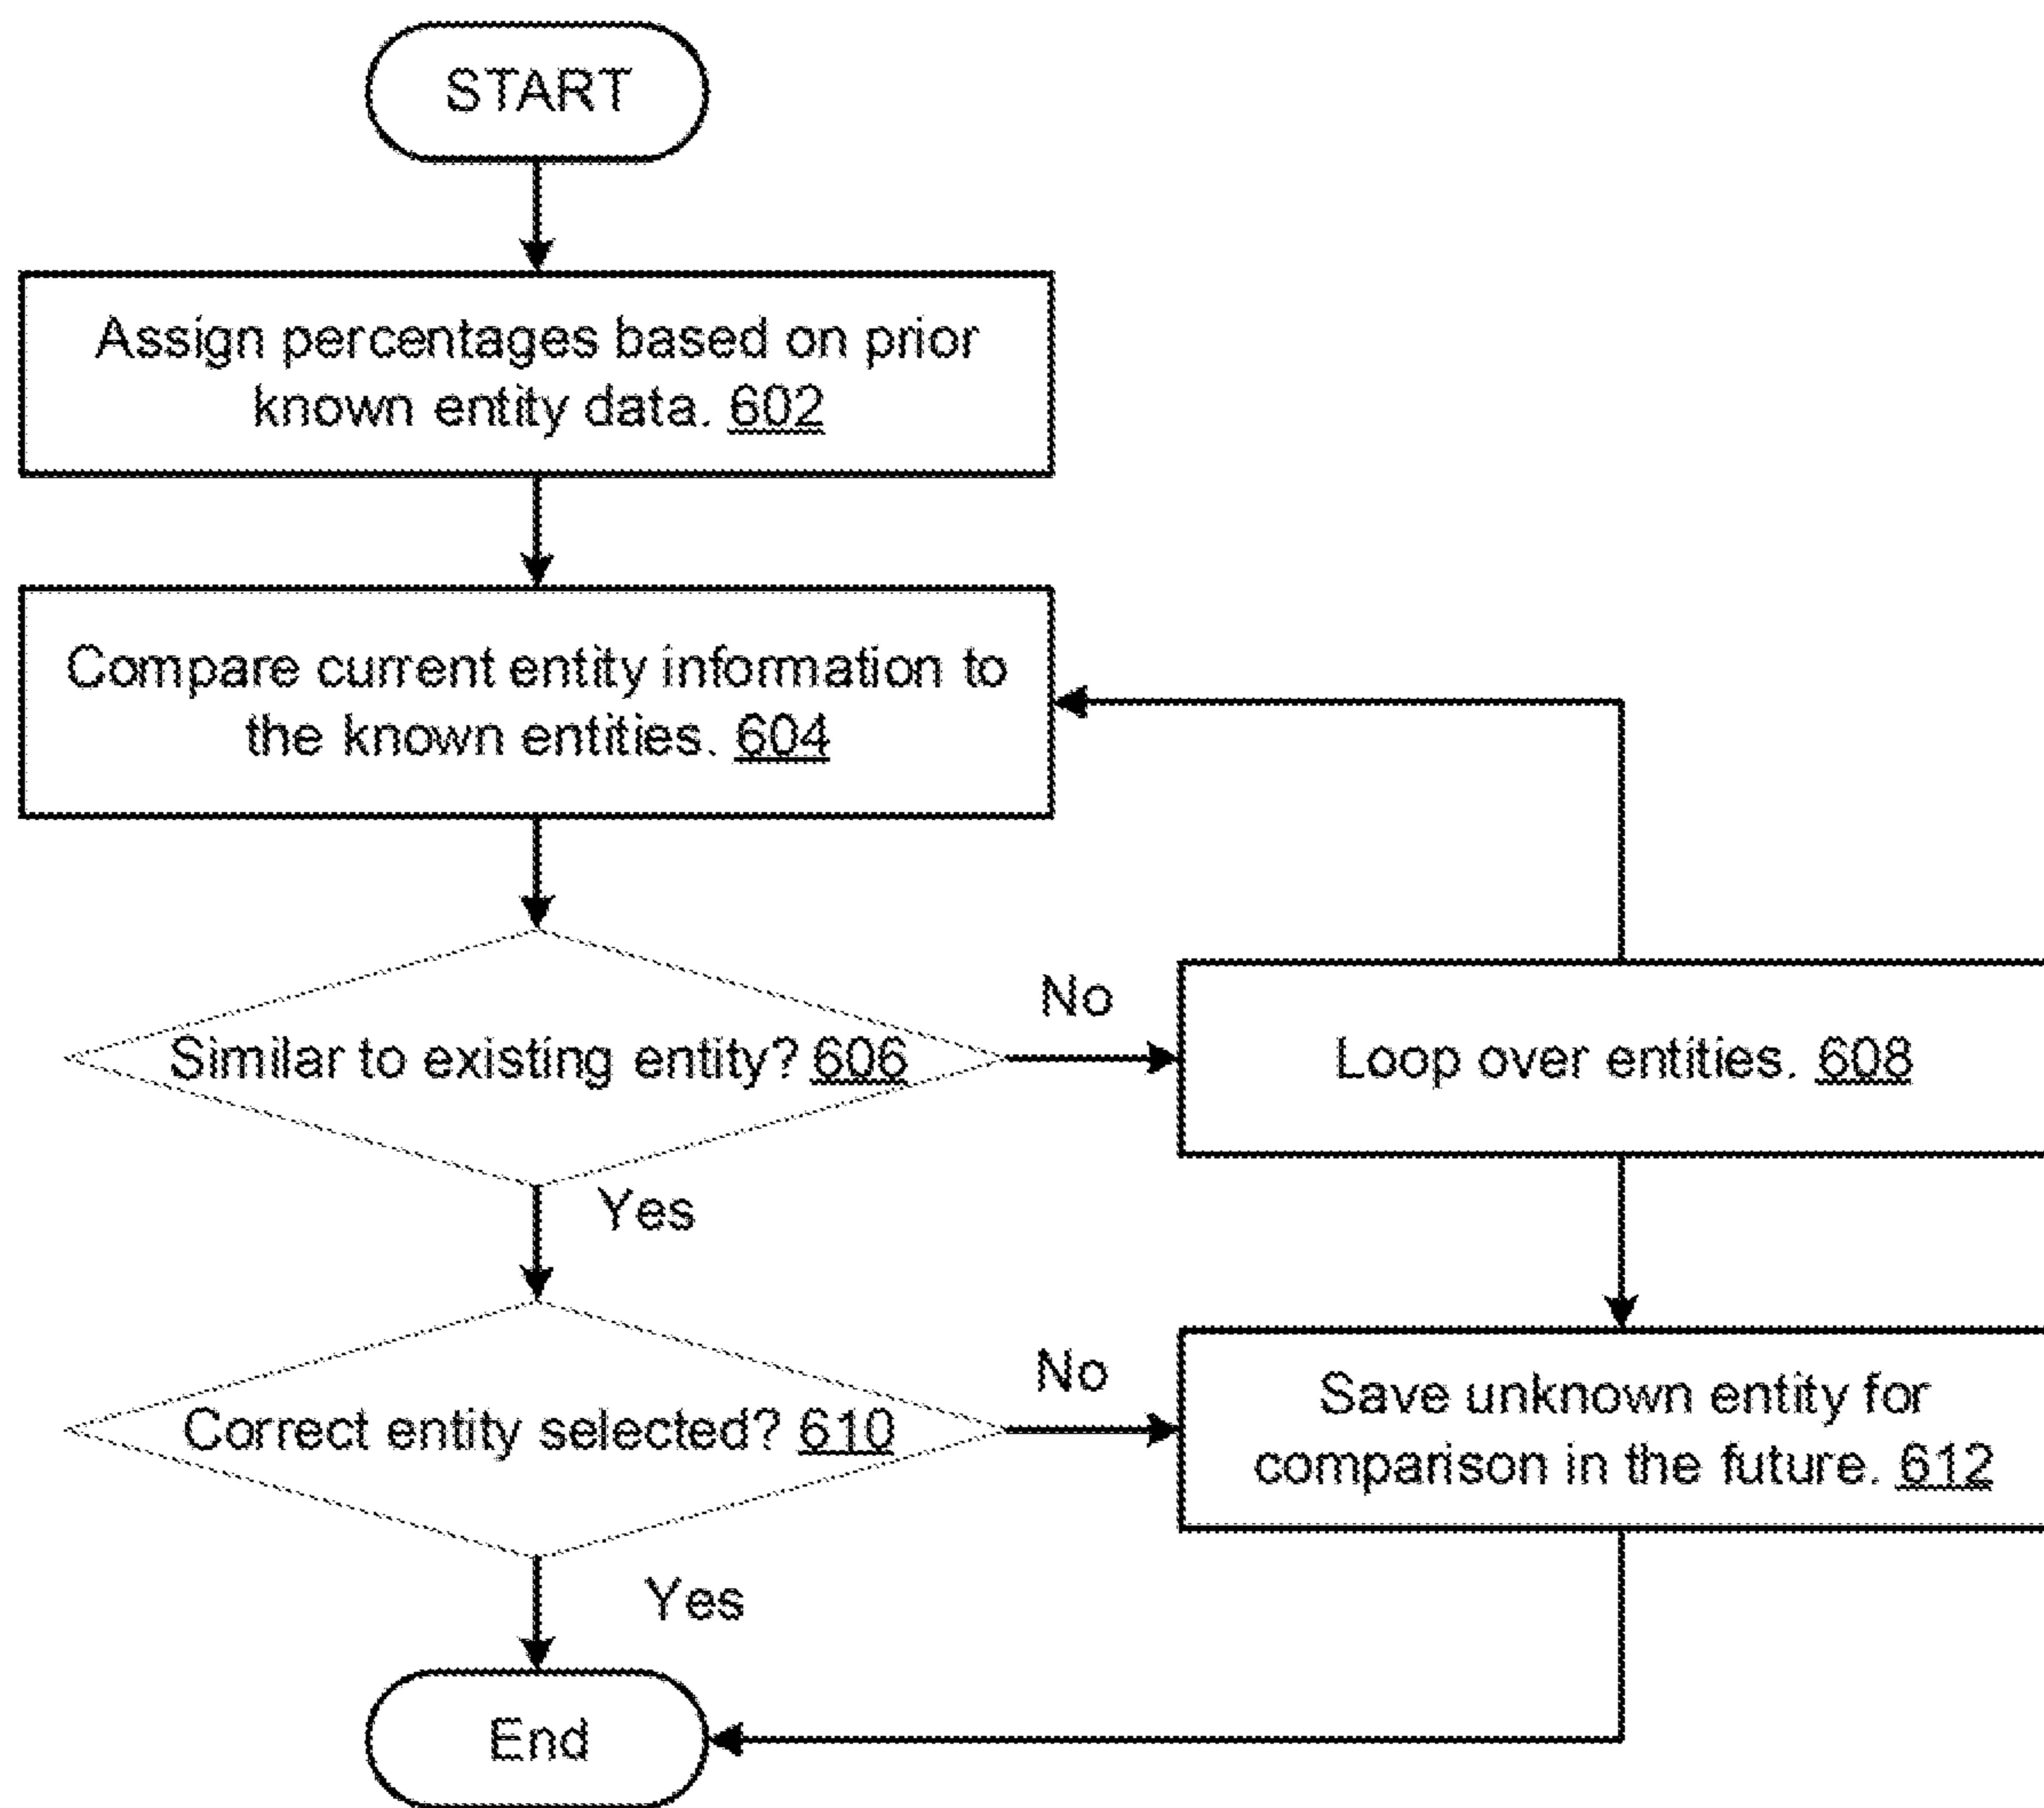 START
Assign percentages based on prior
known entity data. 602
Compare current entity information to
the known entities. 604
Similar to existing entity? 606
No
Loop over entities. 608
Yes
Correct entity selected? 610
No
Save unknown entity for
comparison in the future. 612
Yes
End